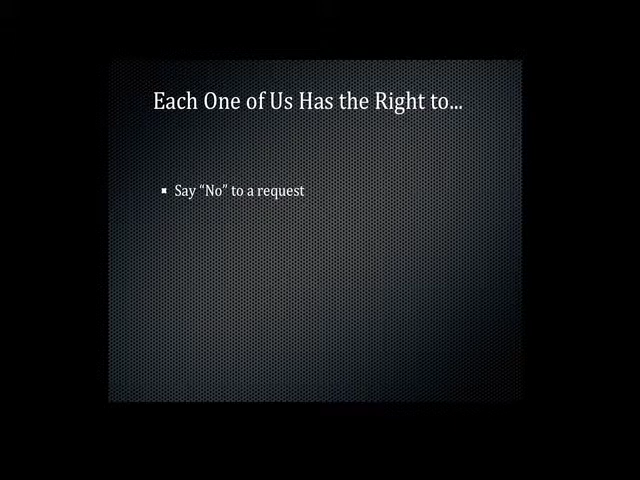 Each One of Us Has the Right to...
Say “No” to a request